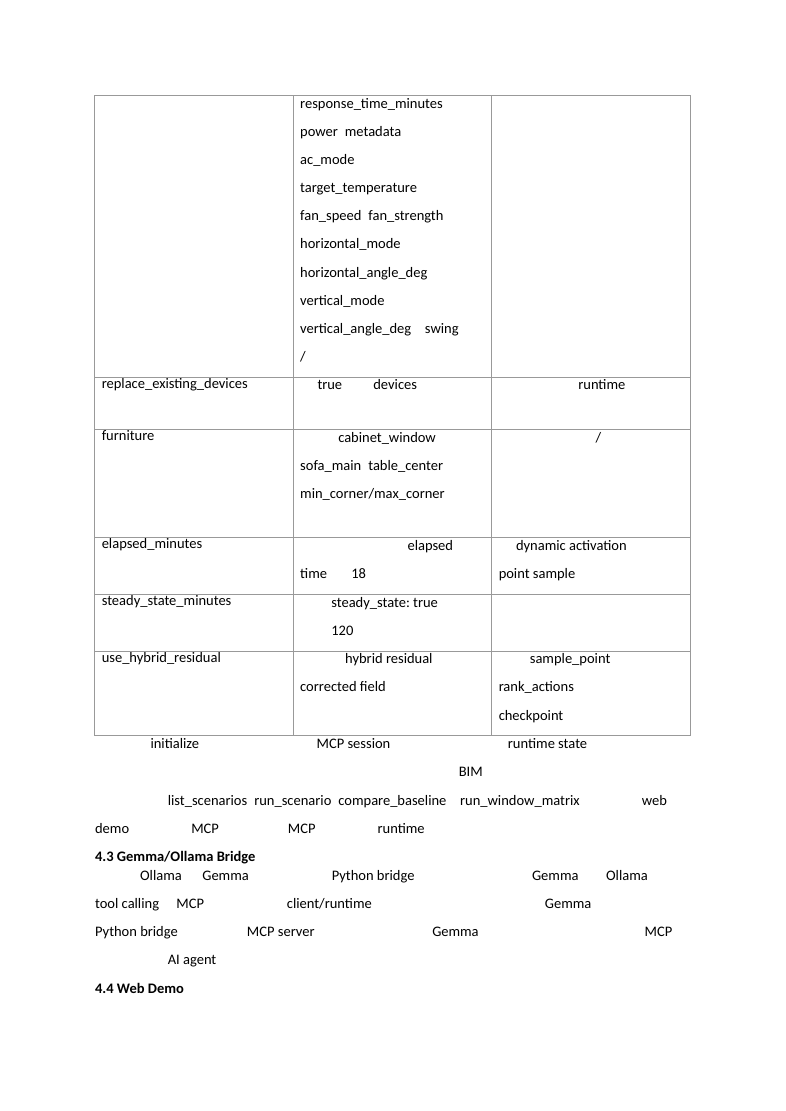 response_time_minutes
power metadata
ac_mode
target_temperature
fan_speed fan_strength
horizontal_mode
horizontal_angle_deg
vertical_mode
vertical_angle_deg swing
/
replace_existing_devices true devices runtime
furniture cabinet_window /
sofa_main table_center
min_corner/max_corner
elapsed_minutes elapsed dynamic activation
time 18 point sample
steady_state_minutes steady_state: true
120
use_hybrid_residual hybrid residual sample_point
corrected field rank_actions
checkpoint
initialize MCP session runtime state
BIM
list_scenarios run_scenario compare_baseline run_window_matrix web
demo MCP MCP runtime
4.3 Gemma/Ollama Bridge
Ollama Gemma Python bridge Gemma Ollama
tool calling MCP client/runtime Gemma
Python bridge MCP server Gemma MCP
AI agent
4.4 Web Demo